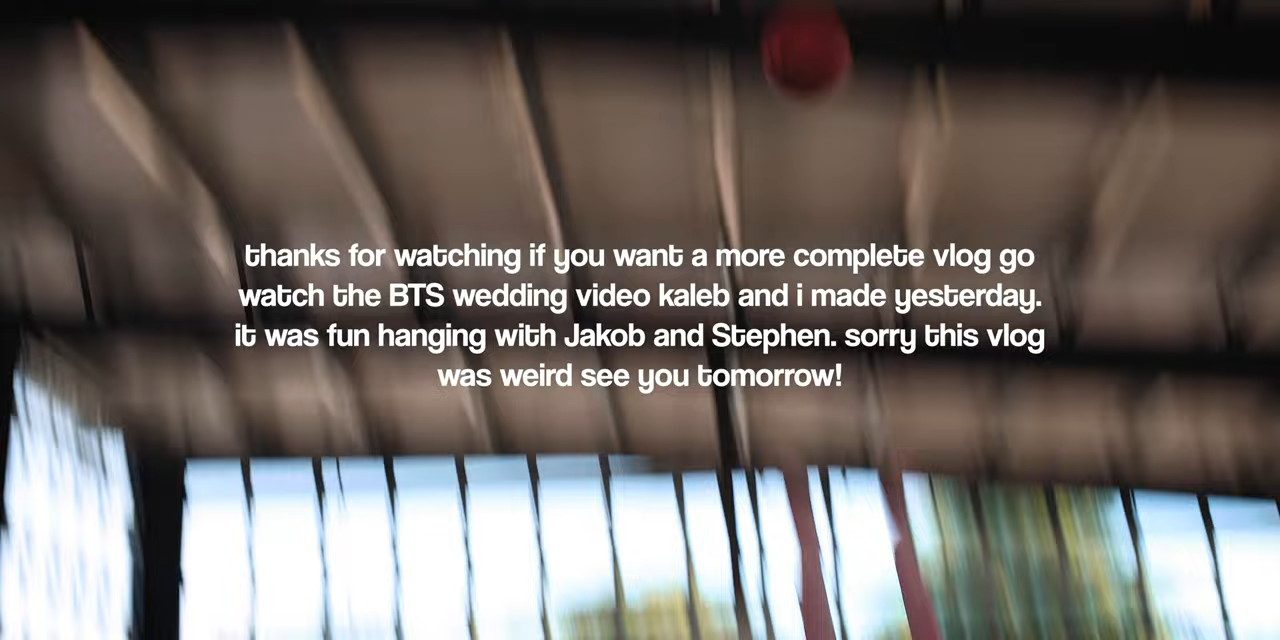 thanks for watching if you want a more complete vlog go
watch the BTS wedding video kaleb and i made yesterday.
it was fun hanging with Jakob and Stephen. sorry this vlog
was weird see you tomorrow!